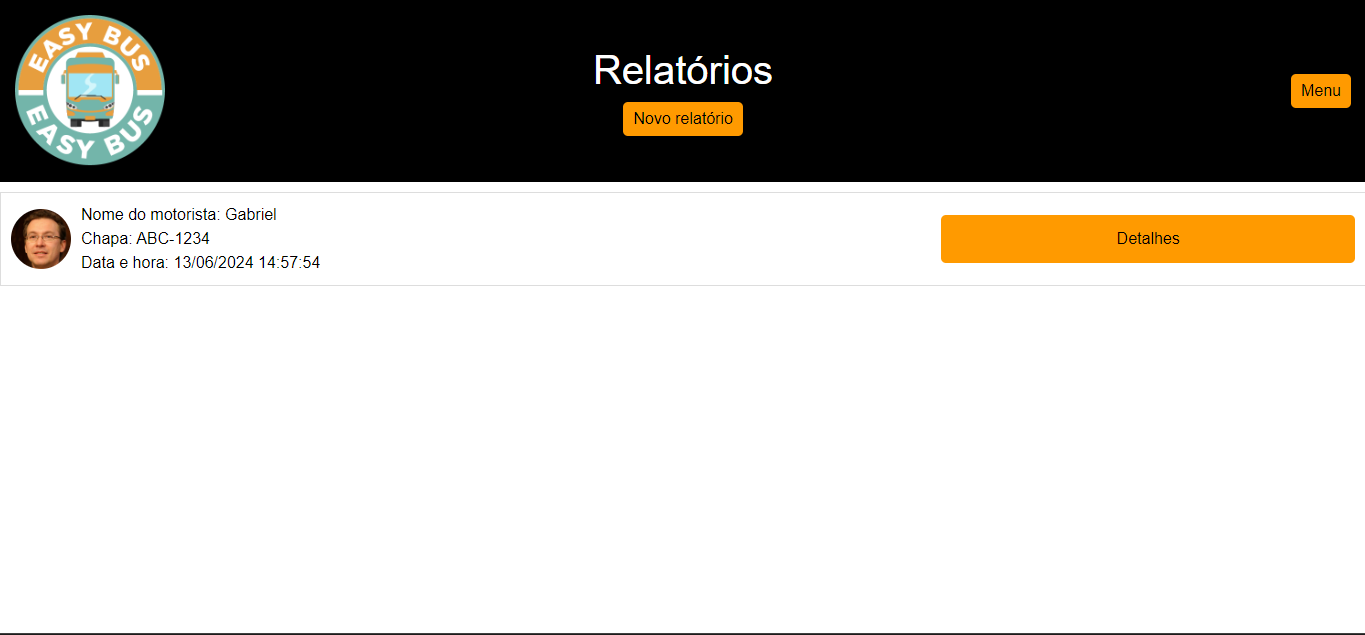 EASY BUS
EASY BUS
Relatórios
Novo relatório
Menu
Nome do motorista: Gabriel
Chapa: ABC-1234
Data e hora: 13/06/2024 14:57:54
Detalhes